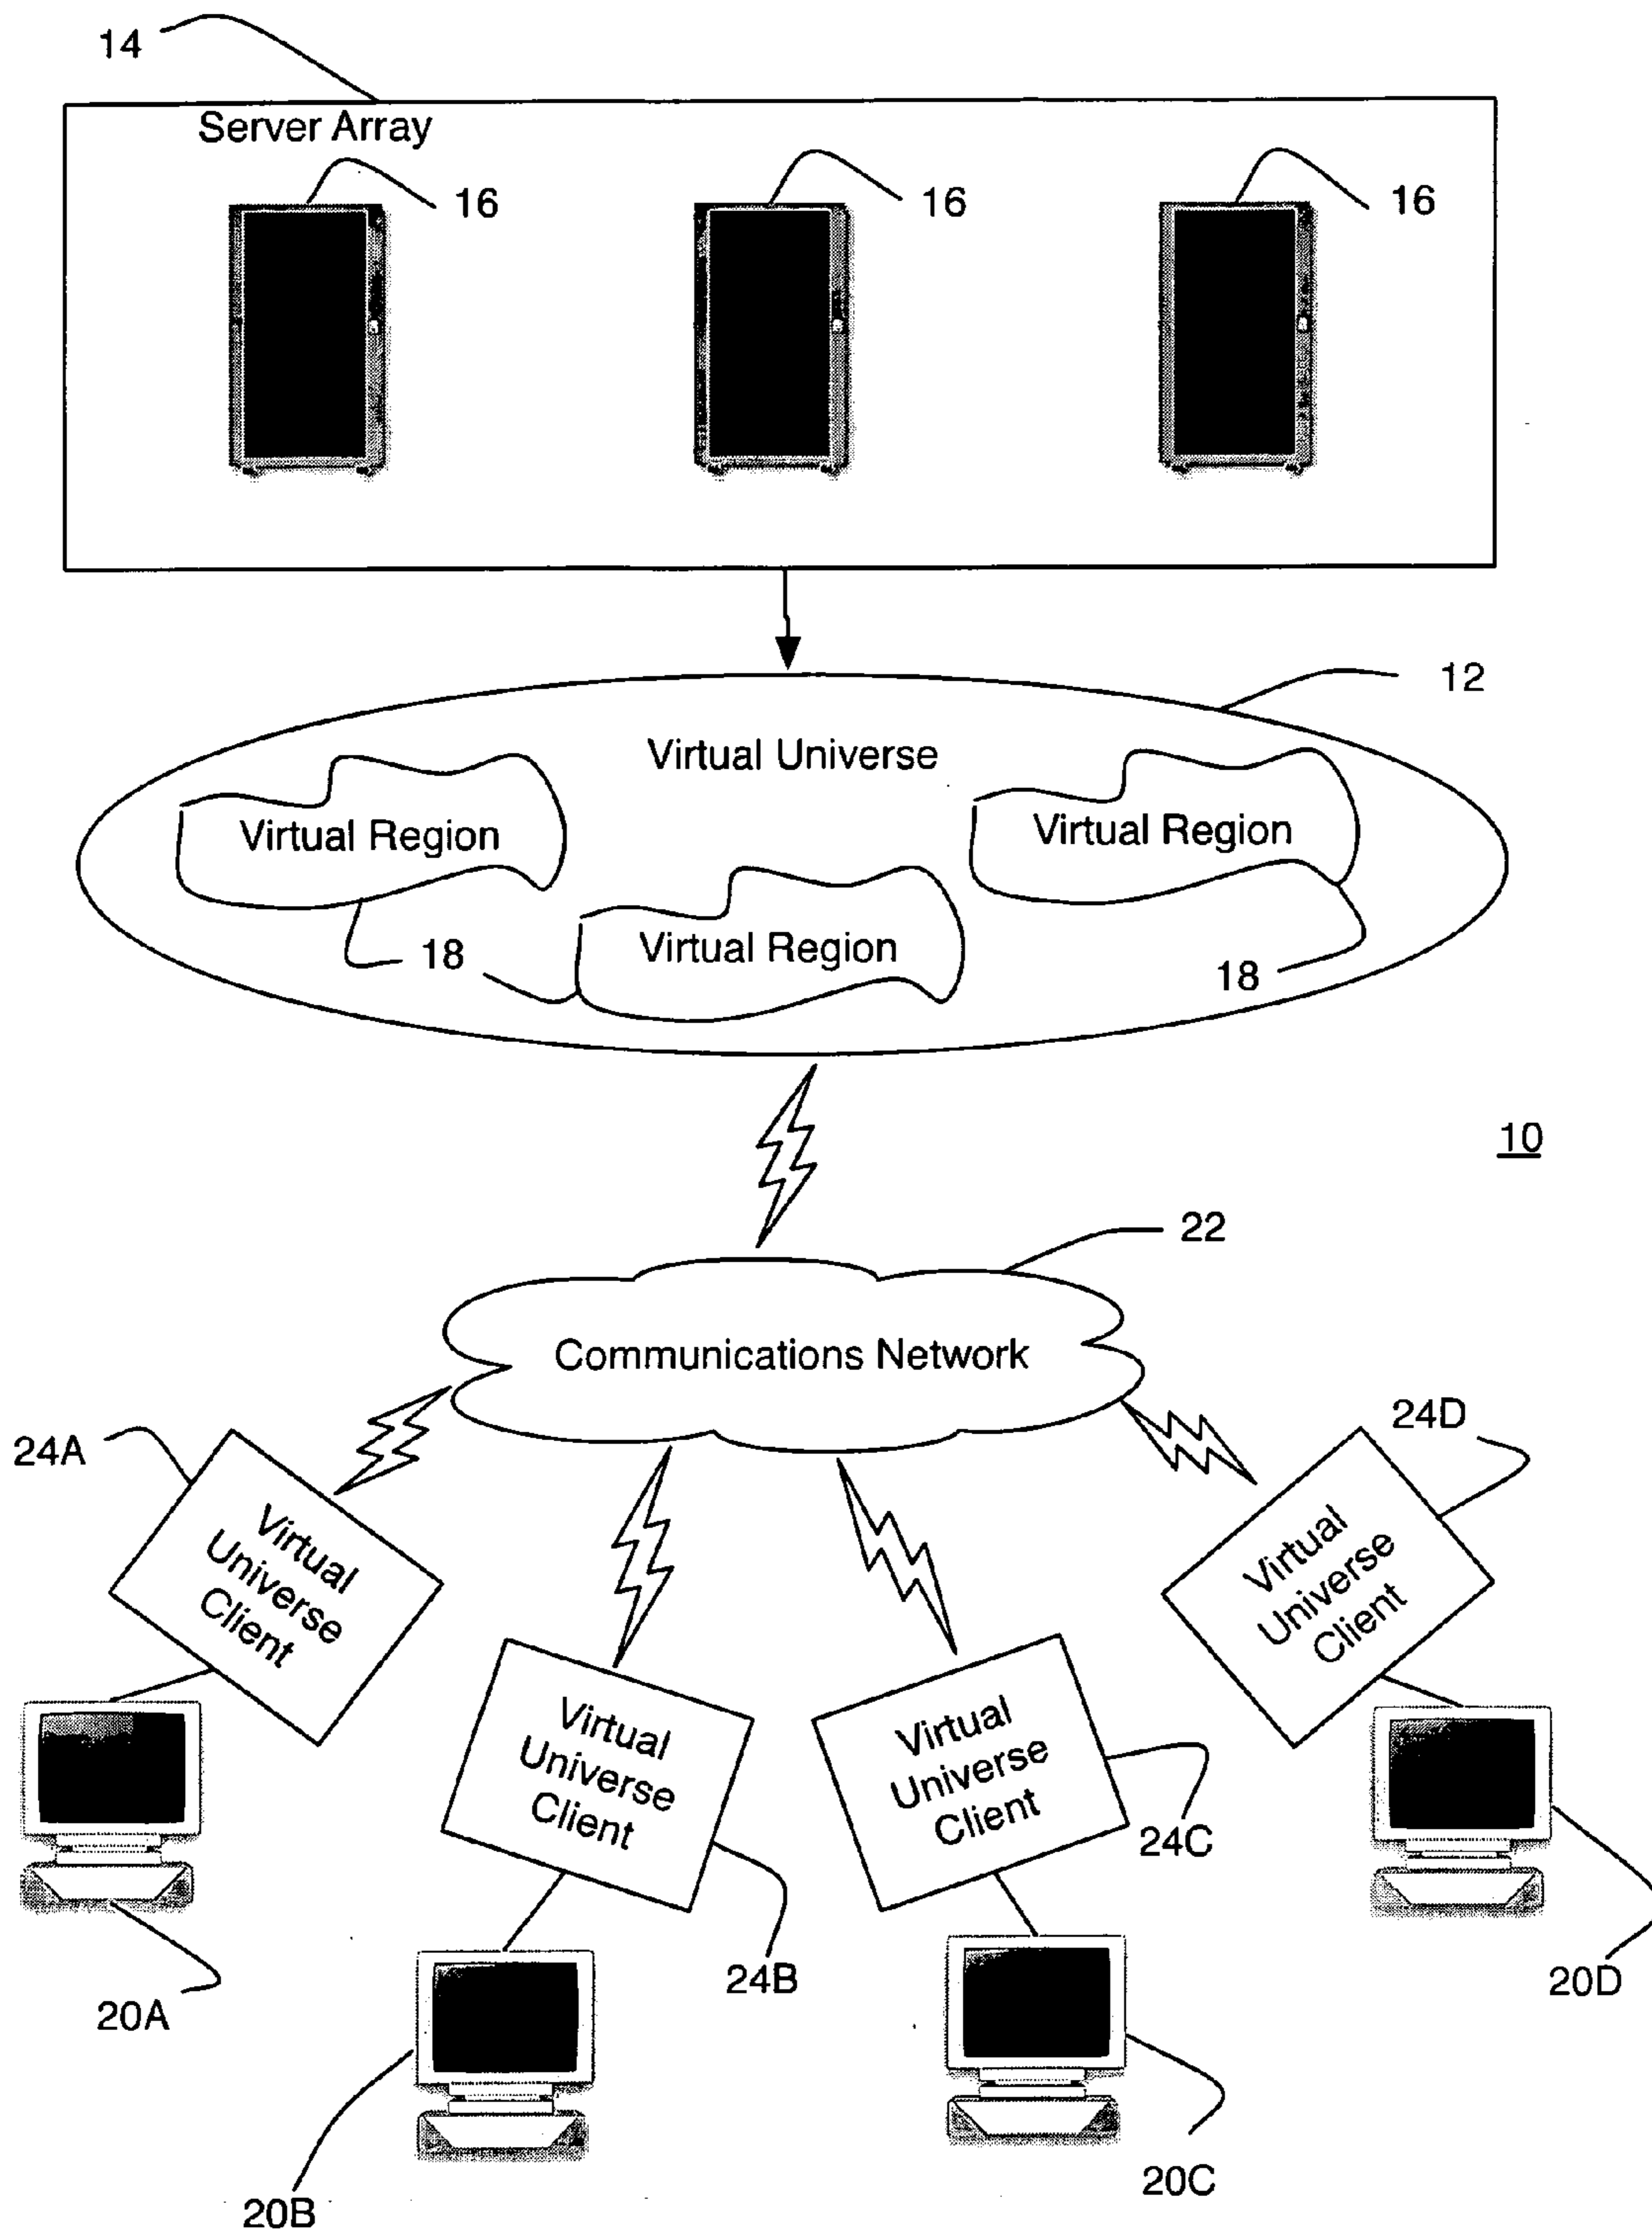 14
Server Array
16
16
16
12
Virtual Universe
Virtual Region
Virtual Region
Virtual Region
18
18
10
22
Communications Network
24A
24D
Virtual
Universe
Client
Virtual
Universe
Client
Virtual
Universe
Client
Virtual
Universe
Client
24C
24B
20A
20D
20B
20C